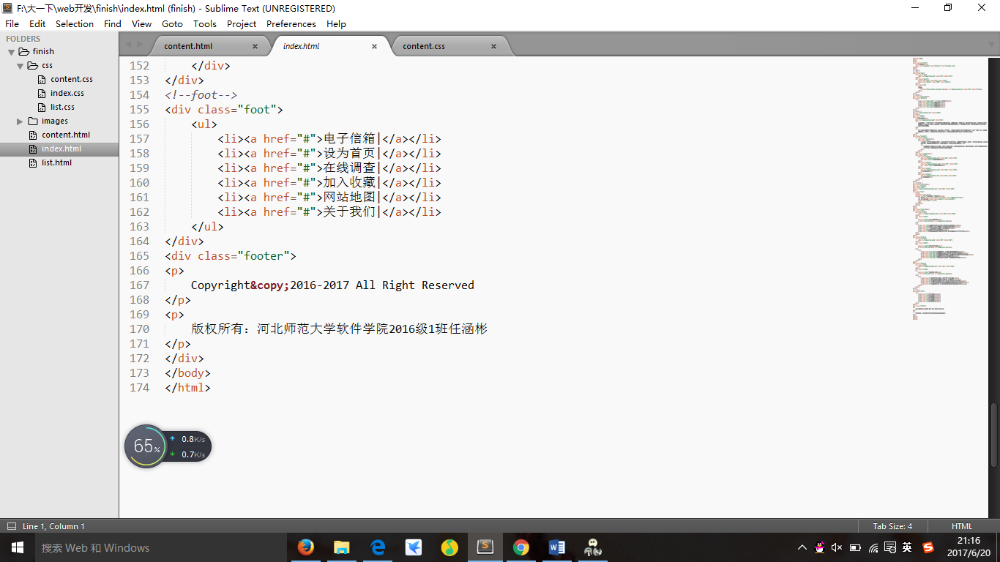 F:\大一下\web开发\finish\index.html (finish) - Sublime Text (UNREGISTERED)
File Edit Selection Find View Goto Tools Project Preferences Help
FOLDERS
finish
css
content.css
index.css
list.css
images
content.html
index.html
list.html
content.html × index.html × content.css ×
152 </div>
153 </div>
154 <!--foot-->
155 <div class="foot">
156 <ul>
157 <li><a href="#">电子信箱|</a></li>
158 <li><a href="#">设为首页|</a></li>
159 <li><a href="#">在线调查|</a></li>
160 <li><a href="#">加入收藏|</a></li>
161 <li><a href="#">网站地图|</a></li>
162 <li><a href="#">关于我们|</a></li>
163 </ul>
164 </div>
165 <div class="footer">
166 <p>
167 Copyright&copy;2016-2017 All Right Reserved
168 </p>
169 <p>
170 版权所有：河北师范大学软件学院2016级1班任涵彬
171 </p>
172 </div>
173 </body>
174 </html>
65% 0.8K/s
0.7K/s
Line 1, Column 1 Tab Size: 4 HTML
搜索 Web 和 Windows
英
21:16
2017/6/20